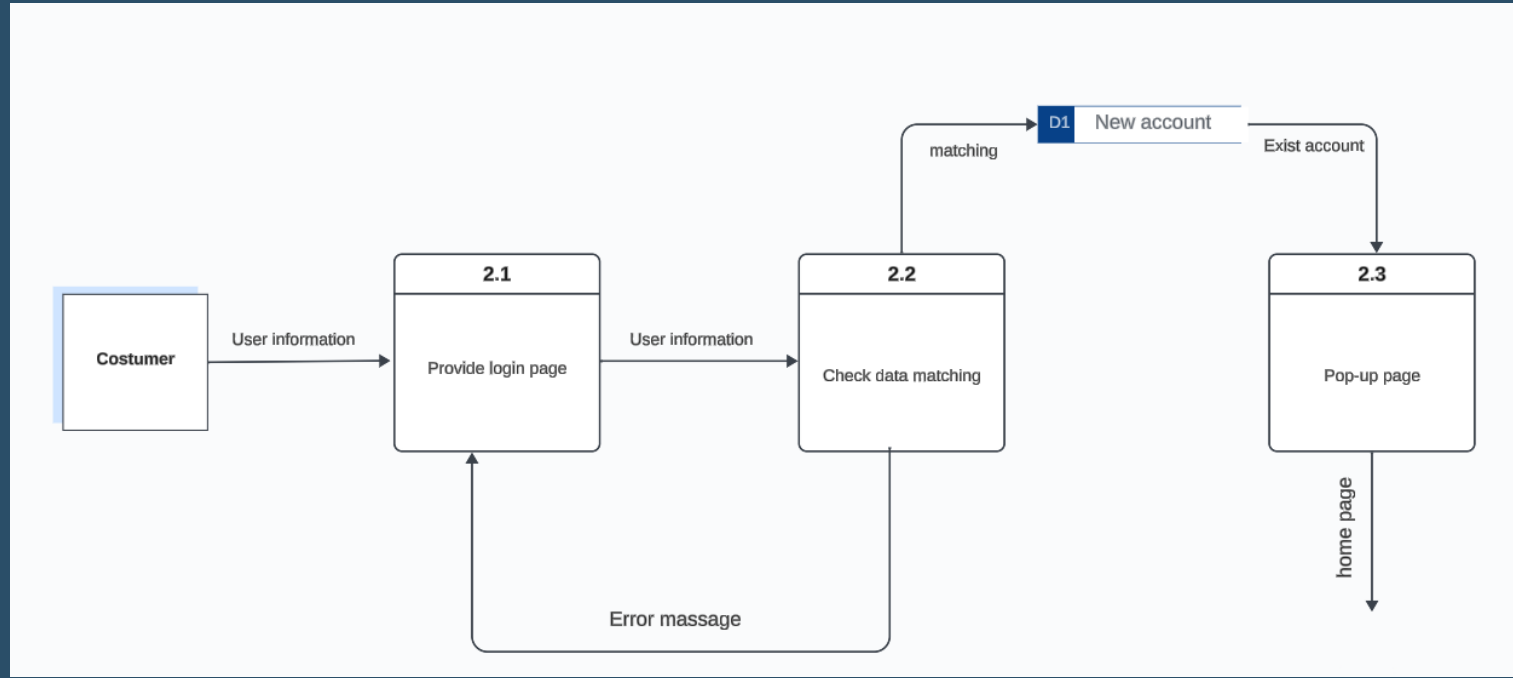 D1
New account
matching
Exist account
2.1
2.2
2.3
Costumer
User information
Provide login page
User information
Check data matching
Pop-up page
home page
Error massage